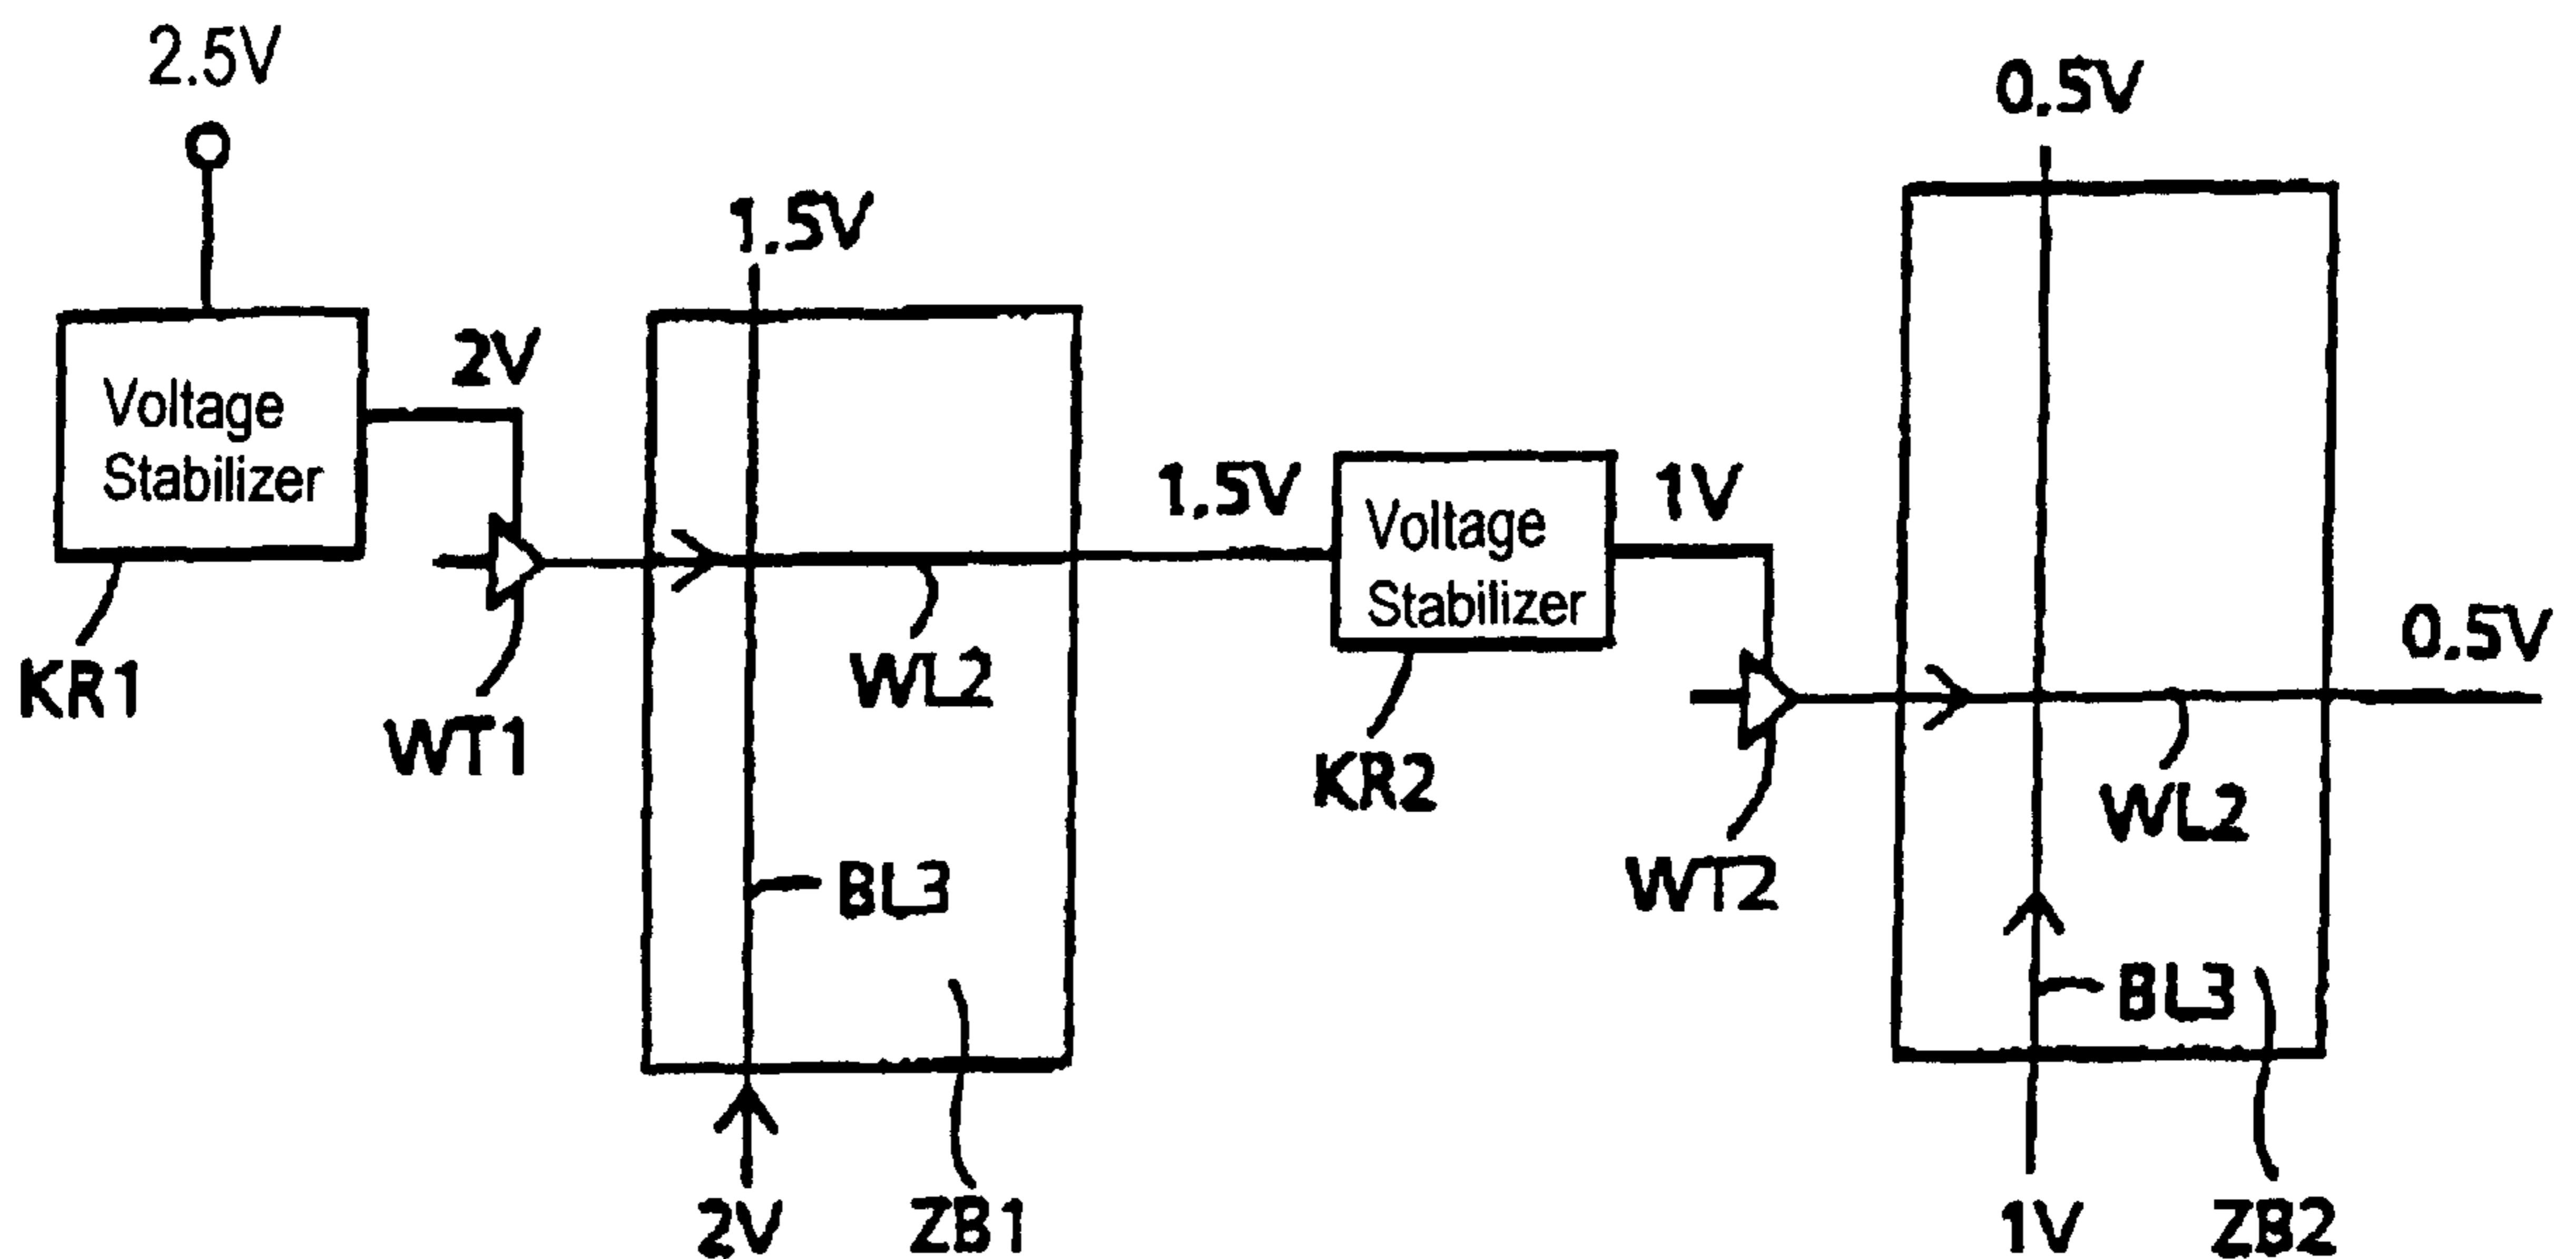 2.5V
0.5V
1.5V
2V
Voltage
Stabilizer
1.5V
Voltage
Stabilizer
1V
0.5V
KR1
WT1
WL2
KR2
WL2
WT2
BL3
BL3
2V
ZB1
1V
ZB2